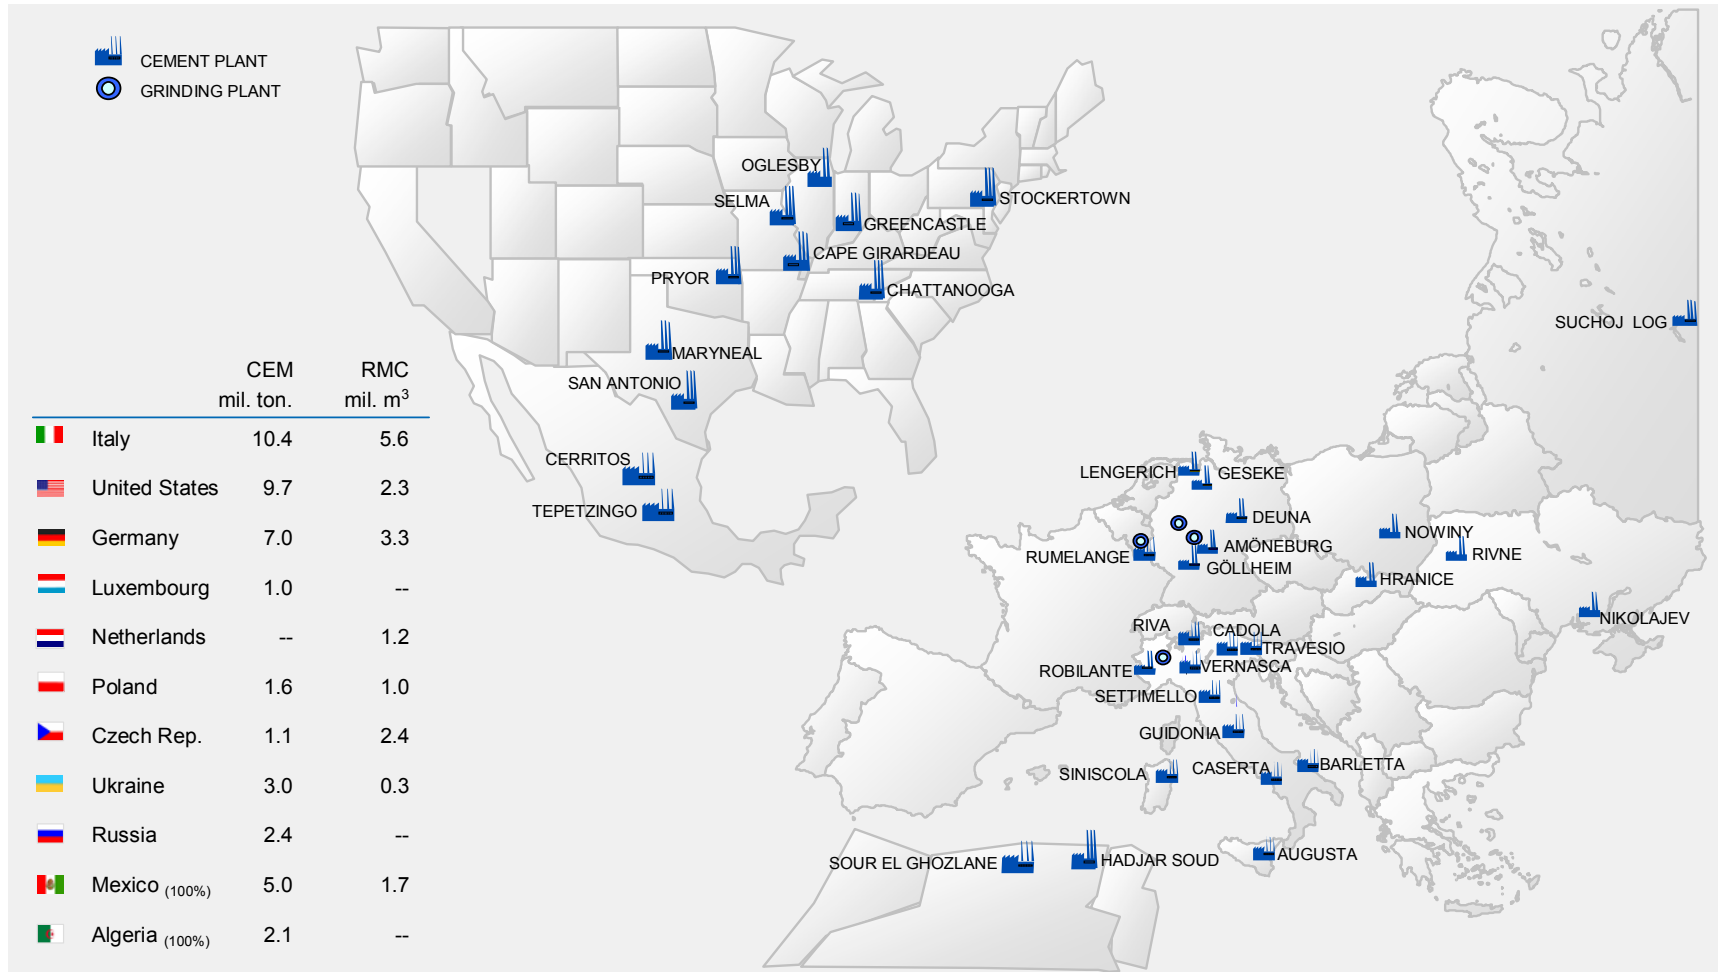 CEMENT PLANT
GRINDING PLANT
OGLESBY
SELMA
STOCKERTOWN
GREENCASTLE
CAPE GIRARDEAU
PRYOR
CHATTANOOGA
MARYNEAL
SAN ANTONIO
CERRITOS
TEPETZINGO
SUCHOJ LOG
LENGERICH
GESEKE
DEUNA
NOWINY
AMÖNEBURG
RUMELANGE
RIVNE
GÖLLHEIM
HRANICE
NIKOLAJEV
RIVA
CADOLA
TRAVESIO
VERNASCA
ROBILANTE
SETTIMELLO
GUIDONIA
SINISCOLA
CASERTA
BARLETTA
AUGUSTA
SOUR EL GHOZLANE
HADJAR SOUD
CEM RMC
mil. ton. mil. m³
Italy 10.4 5.6
United States 9.7 2.3
Germany 7.0 3.3
Luxembourg 1.0 --
Netherlands -- 1.2
Poland 1.6 1.0
Czech Rep. 1.1 2.4
Ukraine 3.0 0.3
Russia 2.4 --
Mexico (100%) 5.0 1.7
Algeria (100%) 2.1 --